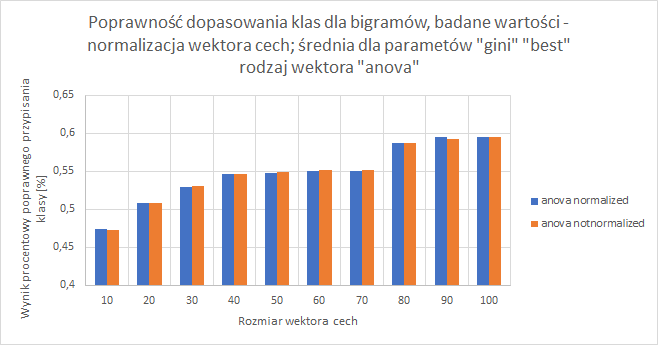 Poprawność dopasowania klas dla bigramów, badane wartości -
normalizacja wektora cech; średnia dla parametów "gini" "best"
rodzaj wektora "anova"
Wynik procentowy poprawnego przypisania
klasy [%]
0,65
0,6
0,55
0,5
0,45
0,4
10 20 30 40 50 60 70 80 90 100
Rozmiar wektora cech
anova normalized
anova notnormalized